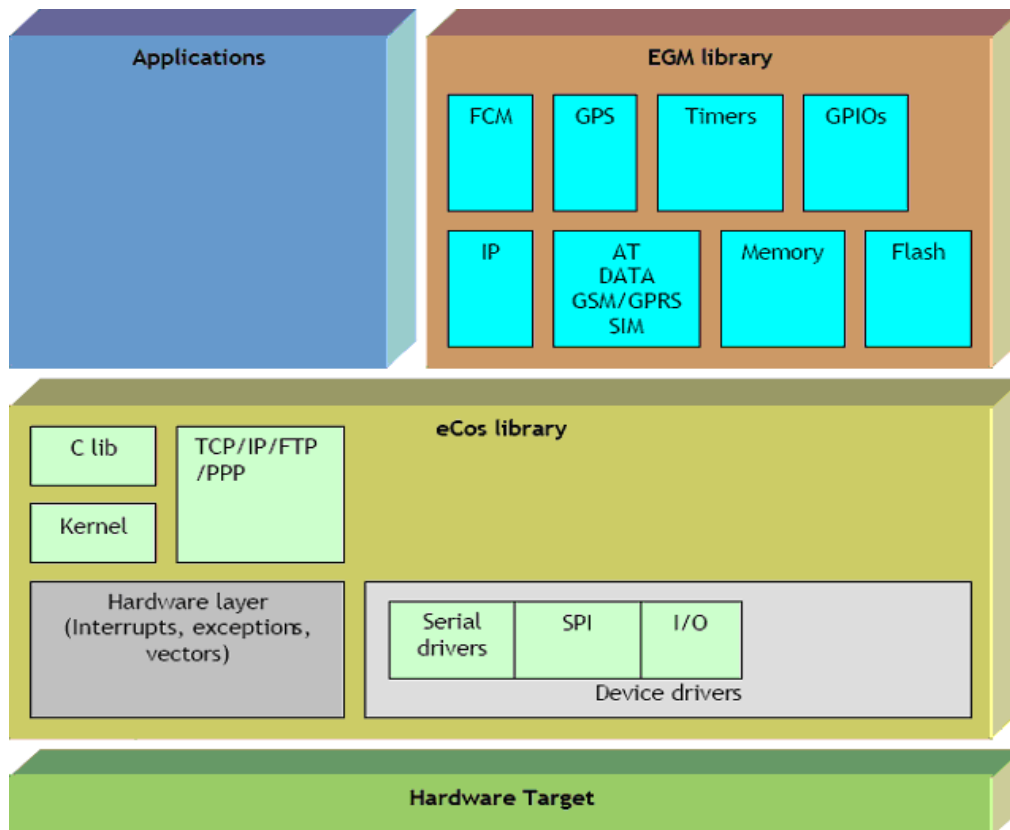 Applications
EGM library
FCM
GPS
Timers
GPIOs
IP
AT
DATA
GSM/GPRS
SIM
Memory
Flash
eCos library
C lib
TCP/IP/FTP
/PPP
Kernel
Hardware layer
(Interrupts, exceptions,
vectors)
Serial
drivers
SPI
I/O
Device drivers
Hardware Target